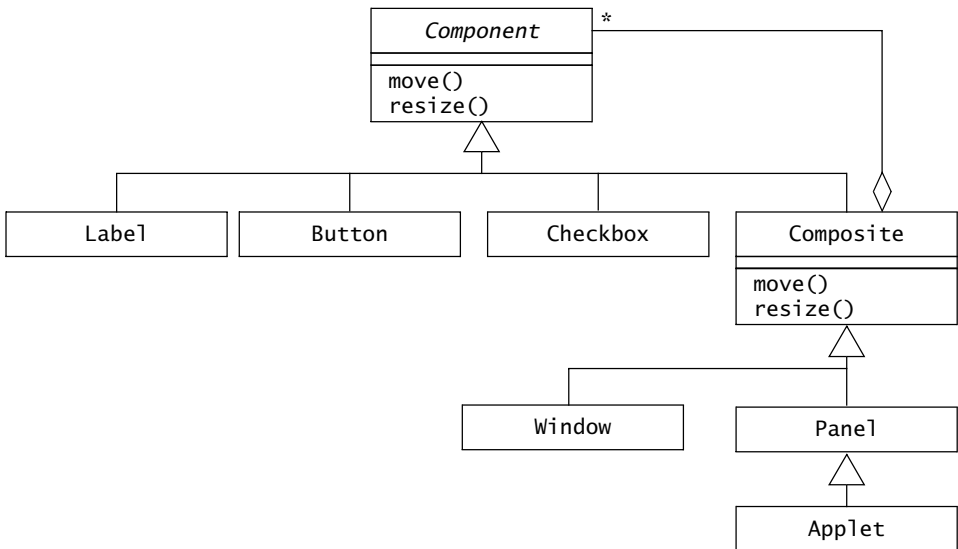 Component
*
move()
resize()
Label
Button
Checkbox
Composite
move()
resize()
Window
Panel
Applet